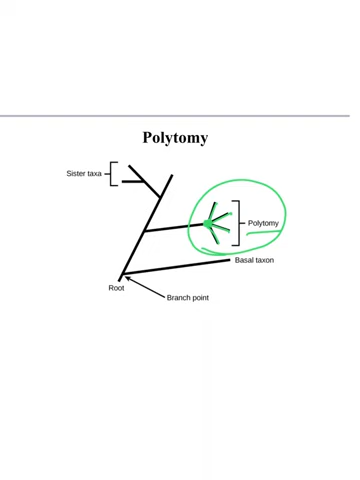 Polytomy
Sister taxa
Polytomy
Basal taxon
Root
Branch point